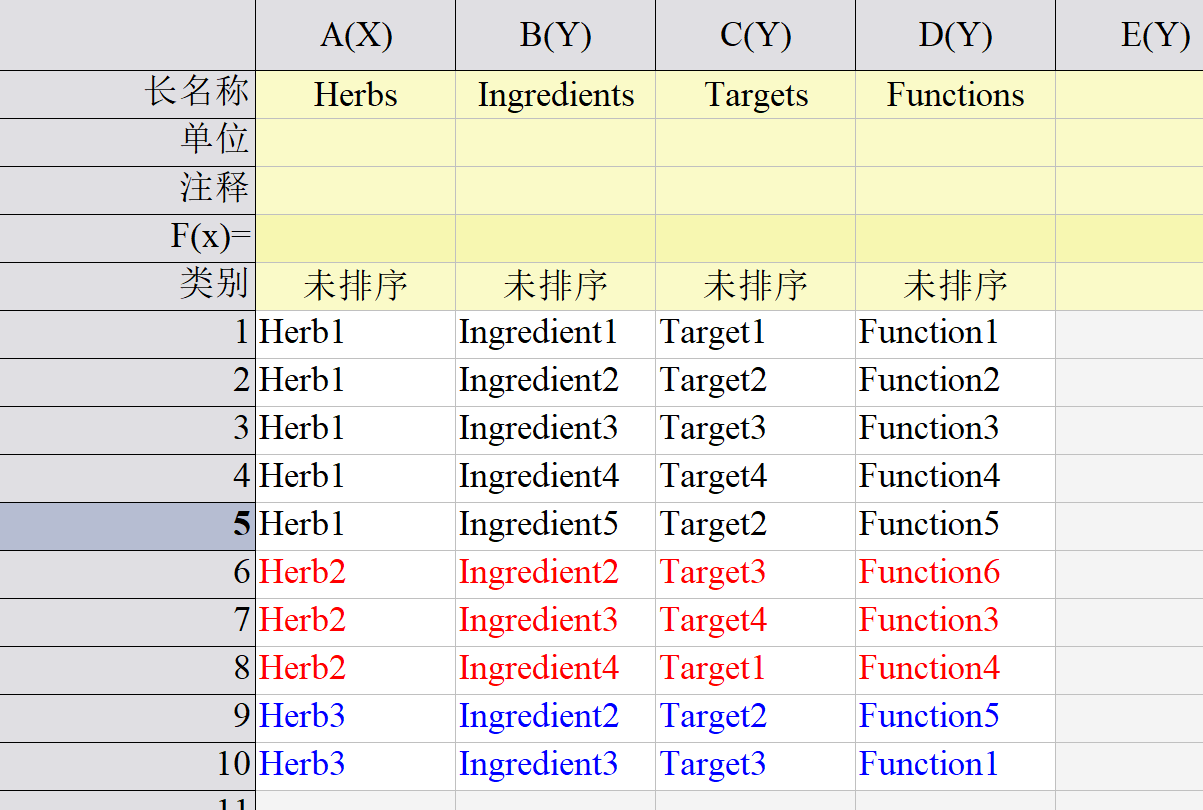 A(X) B(Y) C(Y) D(Y) E(Y)
长名称 Herbs Ingredients Targets Functions
单位
注释
F(x)=
类别 未排序 未排序 未排序 未排序
1 Herb1 Ingredient1 Target1 Function1
2 Herb1 Ingredient2 Target2 Function2
3 Herb1 Ingredient3 Target3 Function3
4 Herb1 Ingredient4 Target4 Function4
5 Herb1 Ingredient5 Target2 Function5
6 Herb2 Ingredient2 Target3 Function6
7 Herb2 Ingredient3 Target4 Function3
8 Herb2 Ingredient4 Target1 Function4
9 Herb3 Ingredient2 Target2 Function5
10 Herb3 Ingredient3 Target3 Function1
11